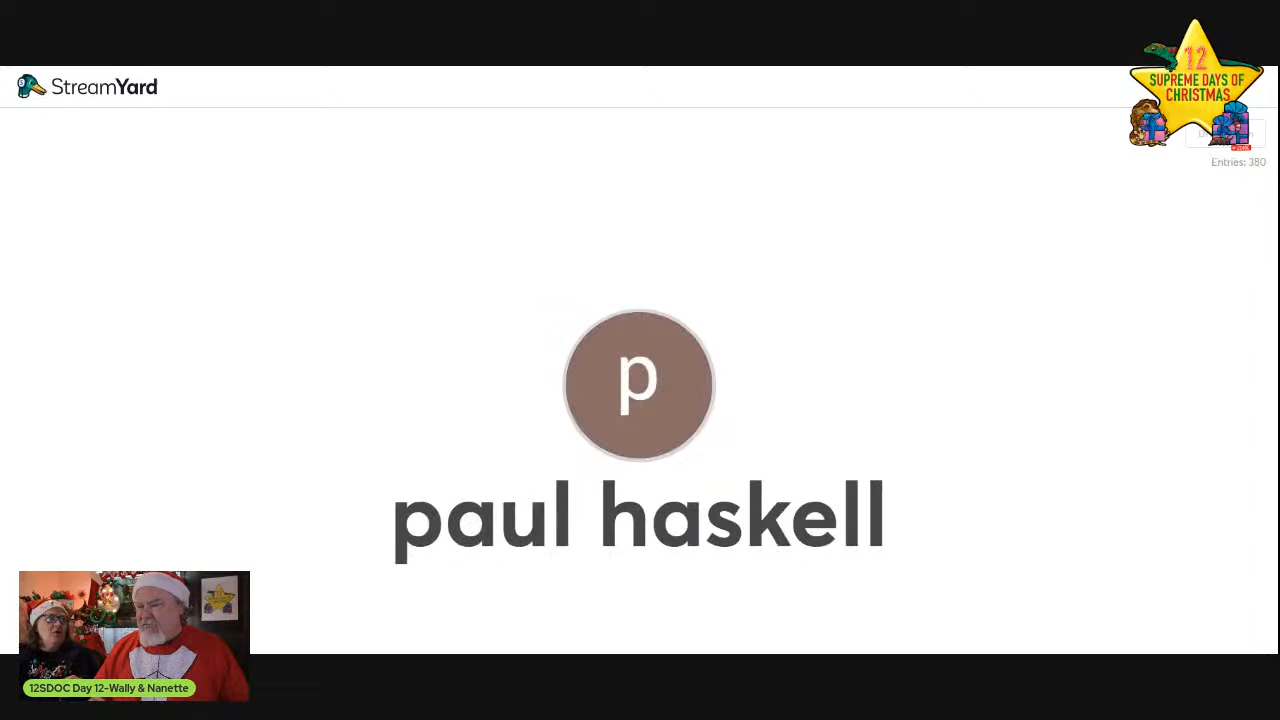 StreamYard
12
SUPREME DAYS OF
CHRISTMAS
Entries: 380
p
paul haskell
12SDOC Day 12-Wally & Nanette